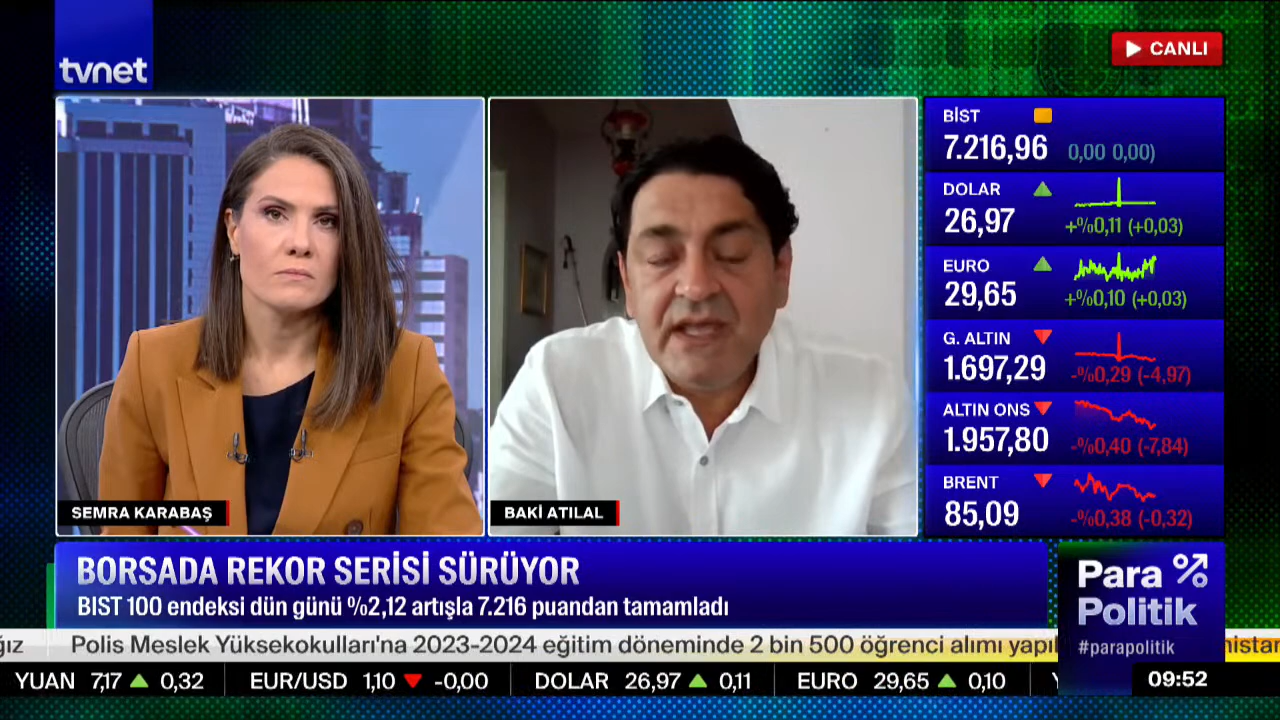 tvnet
CANLI
BİST
7.216,96 0,00 0,00)
DOLAR
26,97 +%0,11 (+0,03)
EURO
29,65 +%0,10 (+0,03)
G. ALTIN
1.697,29 -%0,29 (-4,97)
ALTIN ONS
1.957,80 -%0,40 (-7,84)
BRENT
85,09 -%0,38 (-0,32)
SEMRA KARABAŞ
BAKİ ATILAL
BORSADA REKOR SERİSİ SÜRÜYOR
BIST 100 endeksi dün günü %2,12 artışla 7.216 puandan tamamladı
Para
Politik
#parapolitik
Polis Meslek Yüksekokulları'na 2023-2024 eğitim döneminde 2 bin 500 öğrenci alımı
YUAN 7,17 0,32 EUR/USD 1,10 -0,00 DOLAR 26,97 0,11 EURO 29,65 0,10
09:52